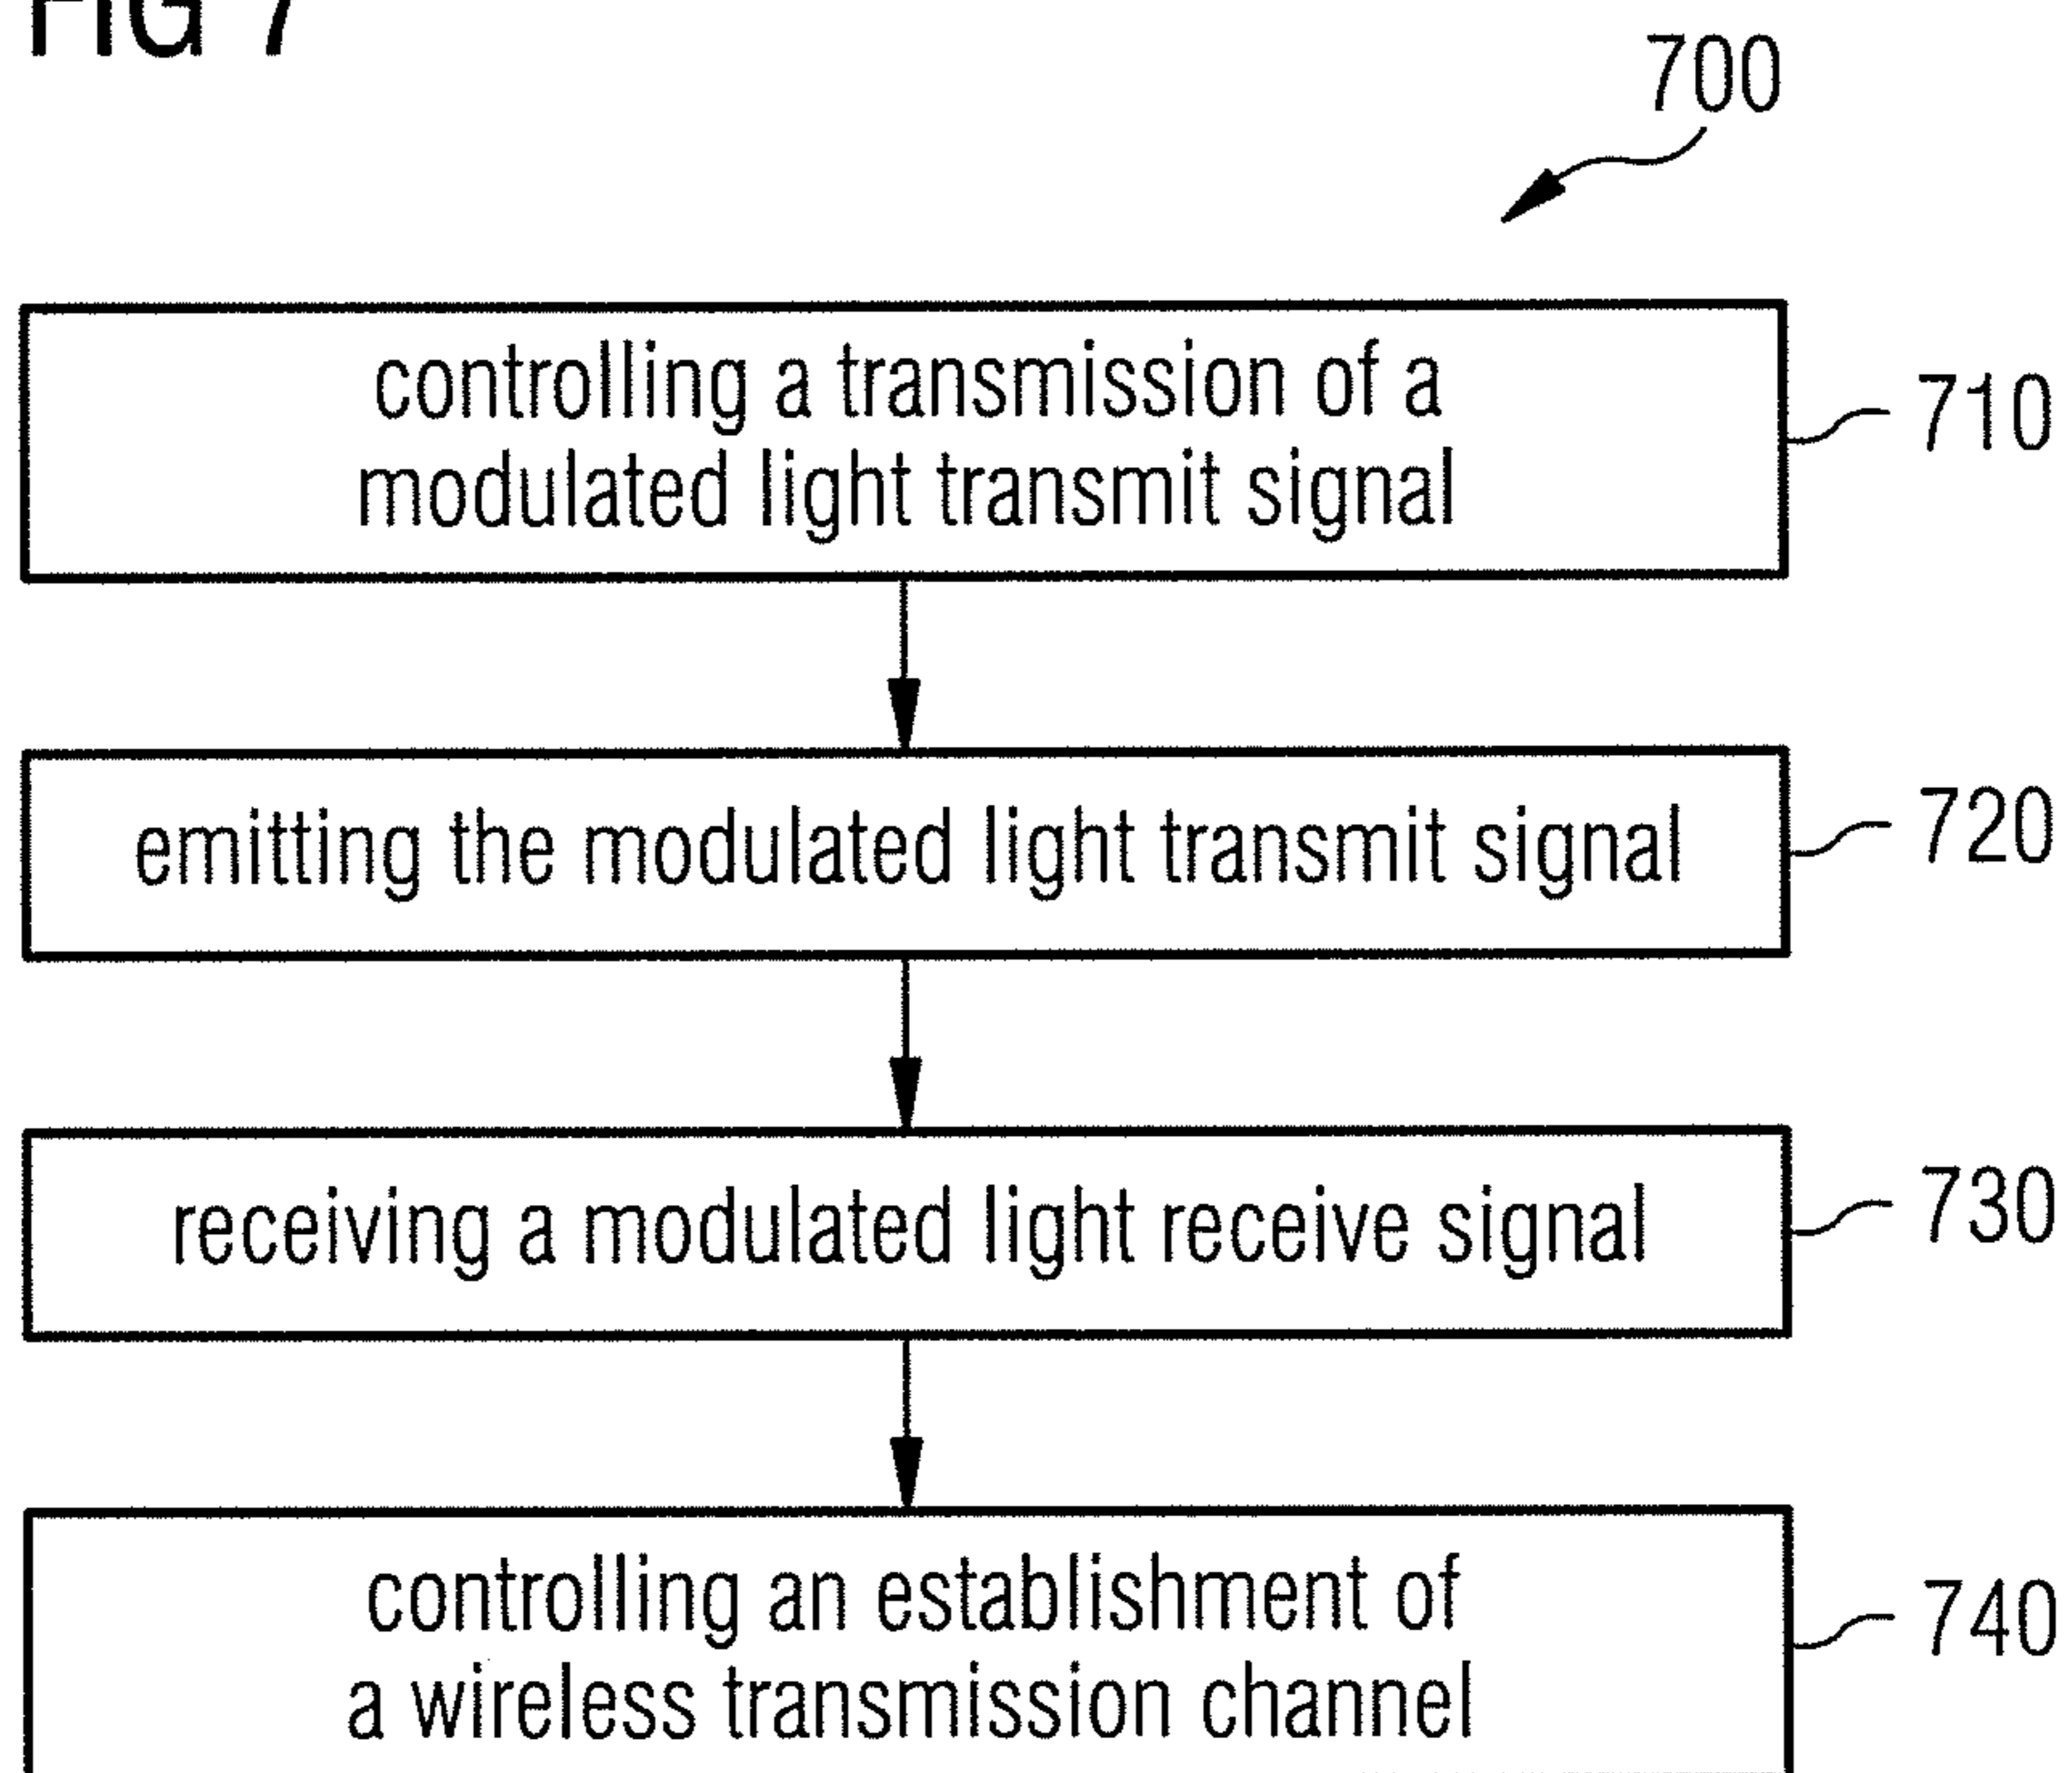 FIG 7
700
controlling a transmission of a
modulated light transmit signal
710
emitting the modulated light transmit signal
720
receiving a modulated light receive signal
730
controlling an establishment of
a wireless transmission channel
740